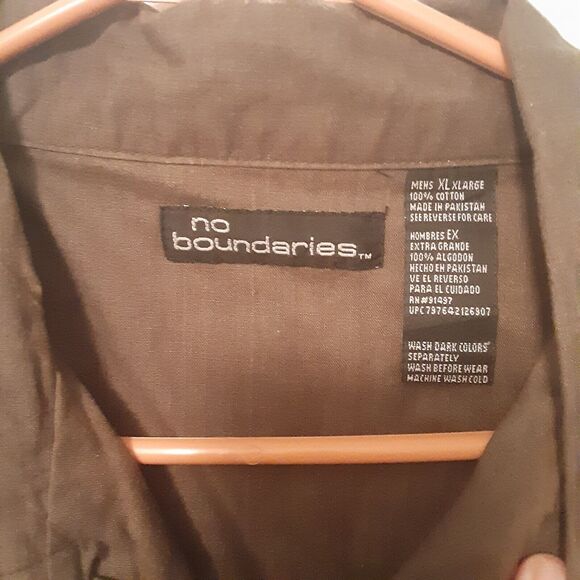 no
boundaries™
MENS XL XLARGE
100% COTTON
MADE IN PAKISTAN
SEE REVERSE FOR CARE
HOMBRES EX
EXTRA GRANDE
100% ALGODON
HECHO EN PAKISTAN
VE EL REVERSO
PARA EL CUIDADO
RN#91497
UPC797642126907
WASH DARK COLORS
SEPARATELY
WASH BEFORE WEAR
MACHINE WASH COLD